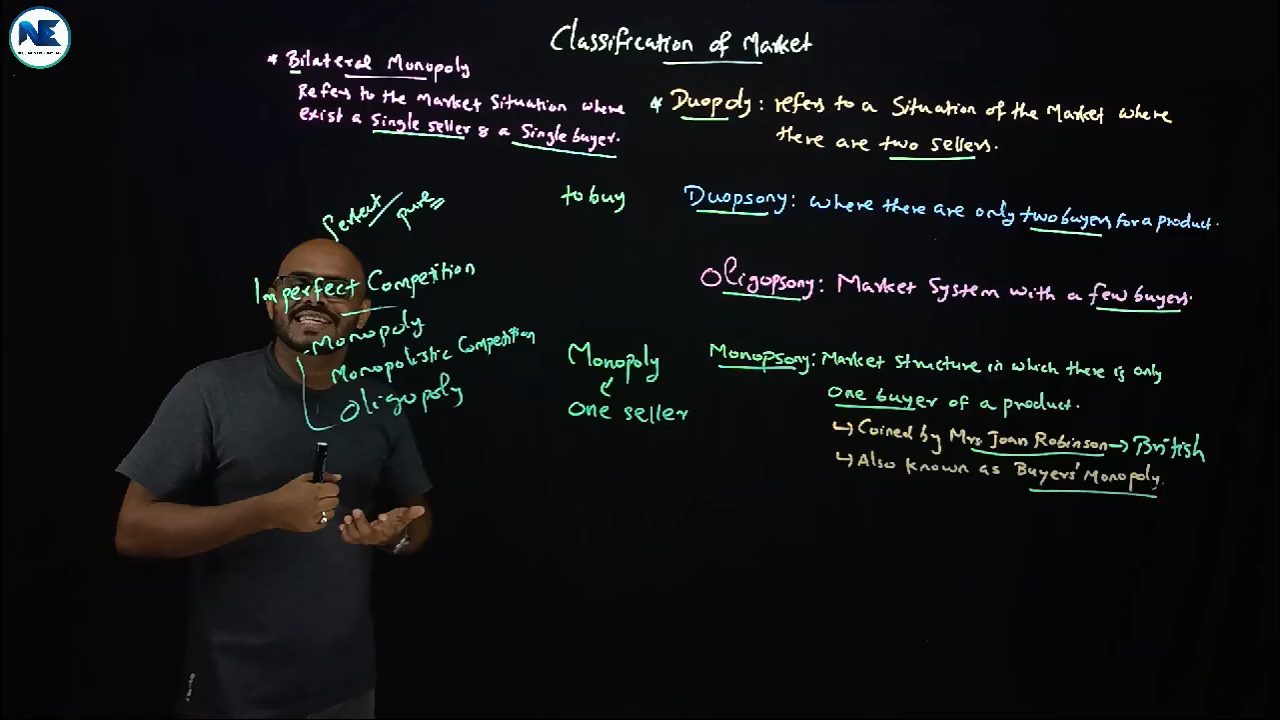 NE
Classification of Market
* Bilateral Monopoly
Refers to the Market Situation where
exist a Single seller & a Single buyer.
* Duopoly : refers to a Situation of the Market where
there are two sellers.
to buy
Duopsony : where there are only two buyers for a product.
Perfect / pure
Imperfect Competition
- Monopoly
Monopolistic Competition
Oligopoly
Oligopsony : Market System with a few buyers.
Monopoly
One seller
Monopsony : Market structure in which there is only
One buyer of a product.
↳ Coined by Mrs Joan Robinson → British
↳ Also known as Buyers' Monopoly.